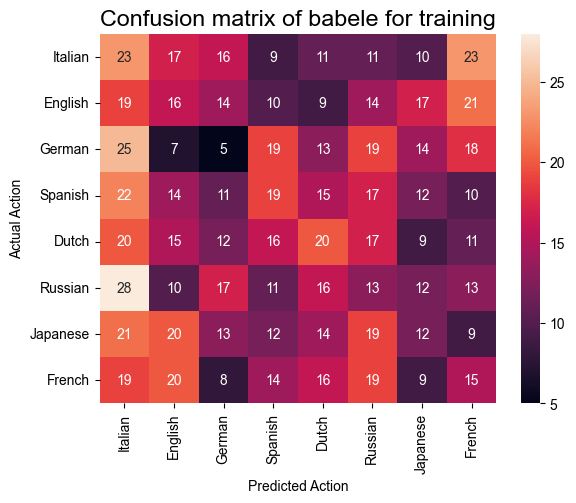 Confusion matrix of babele for training
Italian 23 17 16 9 11 11 10 23
English 19 16 14 10 9 14 17 21
German 25 7 5 19 13 19 14 18
Spanish 22 14 11 19 15 17 12 10
Dutch 20 15 12 16 20 17 9 11
Russian 28 10 17 11 16 13 12 13
Japanese 21 20 13 12 14 19 12 9
French 19 20 8 14 16 19 9 15
Italian English German Spanish Dutch Russian Japanese French
Predicted Action
Actual Action
25
20
15
10
5